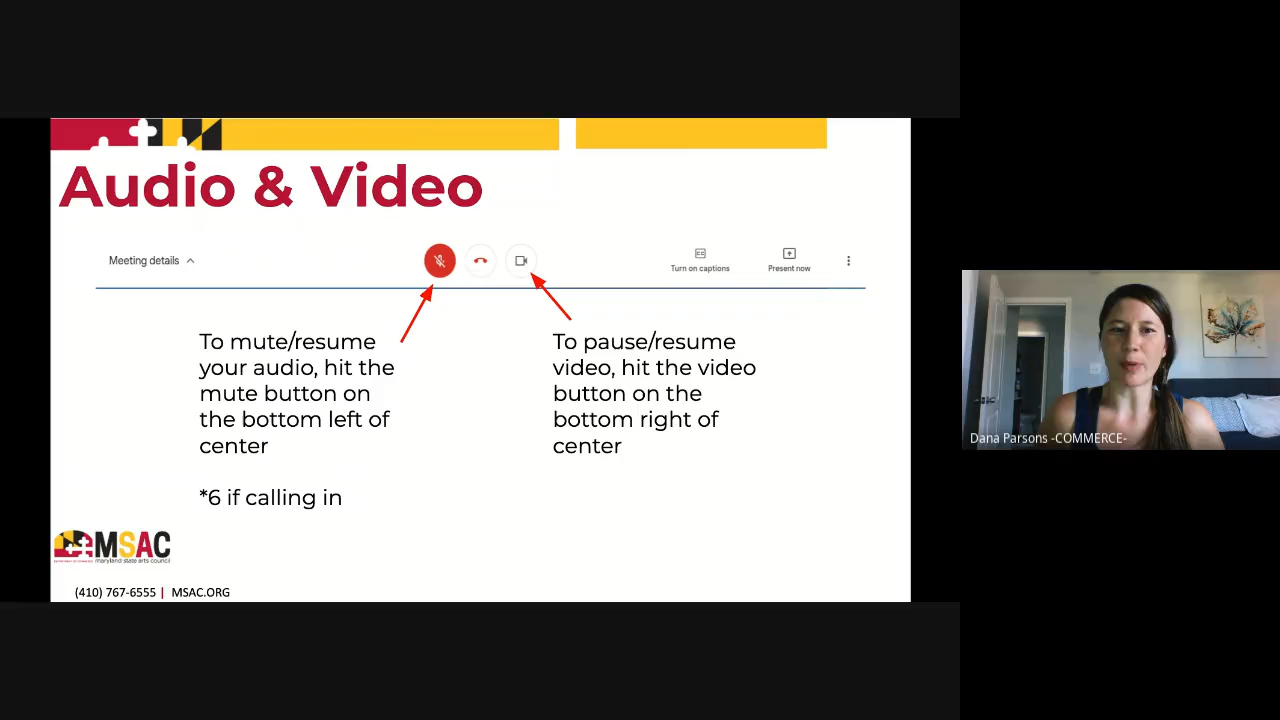 Audio & Video
Meeting details
Turn on captions
Present now
To mute/resume
your audio, hit the
mute button on
the bottom left of
center
*6 if calling in
To pause/resume
video, hit the video
button on the
bottom right of
center
MSAC
maryland state arts council
(410) 767-6555 | MSAC.ORG
Dana Parsons -COMMERCE-